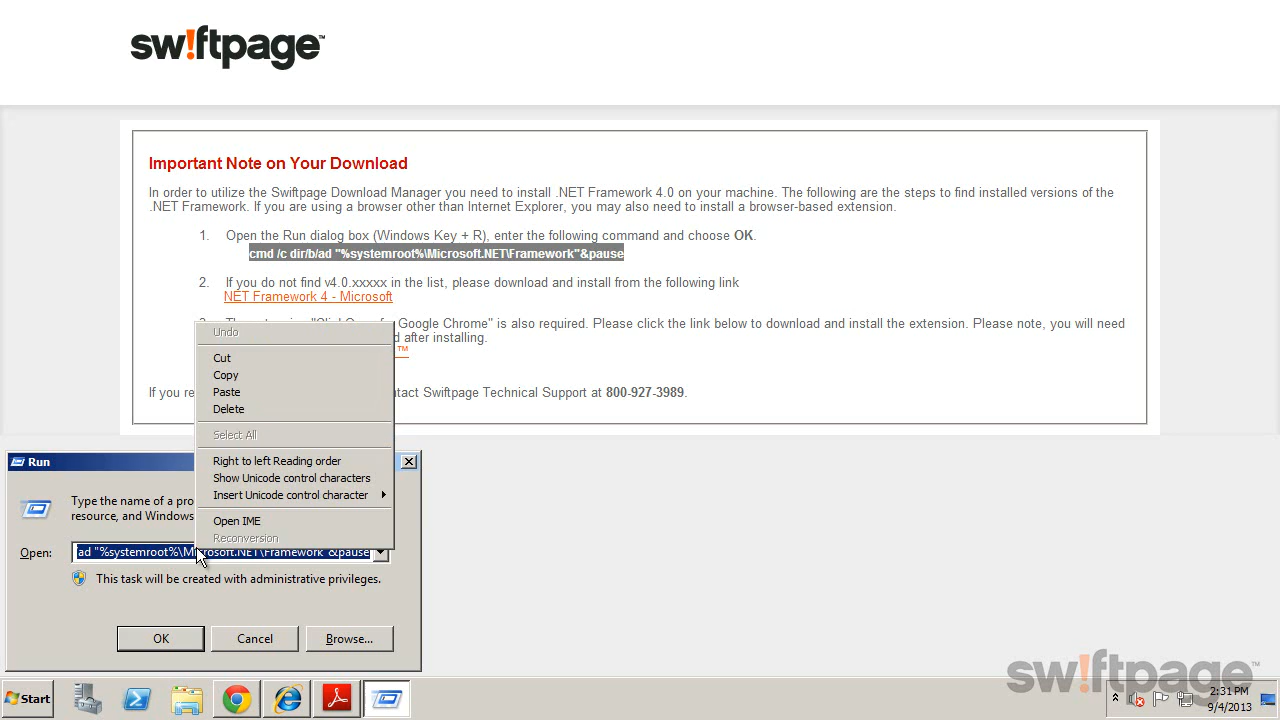 sw!ftpage™
Important Note on Your Download
In order to utilize the Swiftpage Download Manager you need to install .NET Framework 4.0 on your machine. The following are the steps to find installed versions of the
.NET Framework. If you are using a browser other than Internet Explorer, you may also need to install a browser-based extension.
1. Open the Run dialog box (Windows Key + R), enter the following command and choose OK.
cmd /c dir/b/ad "%systemroot%\Microsoft.NET\Framework"&pause
2. If you do not find v4.0.xxxxx in the list, please download and install from the following link
NET Framework 4 - Microsoft
Google Chrome" is also required. Please click the link below to download and install the extension. Please note, you will need
after installing.
™
If you
Swiftpage Technical Support at 800-927-3989.
Undo
Cut
Copy
Paste
Delete
Select All
Right to left Reading order
Show Unicode control characters
Insert Unicode control character
Open IME
Reconversion
Run
Type the name of a
resource, and Windows
Open: ad "%systemroot%\Microsoft.NET\Framework"&pause
This task will be created with administrative privileges.
OK Cancel Browse...
sw!ftpage™
Start
2:31 PM
9/4/2013